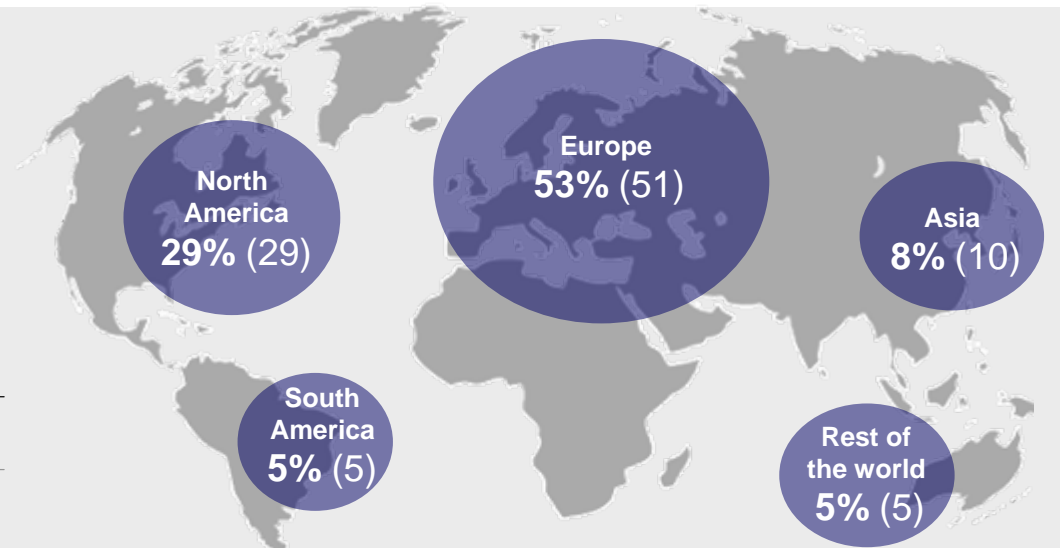 North
America
29% (29)
Europe
53% (51)
Asia
8% (10)
South
America
5% (5)
Rest of
the world
5% (5)